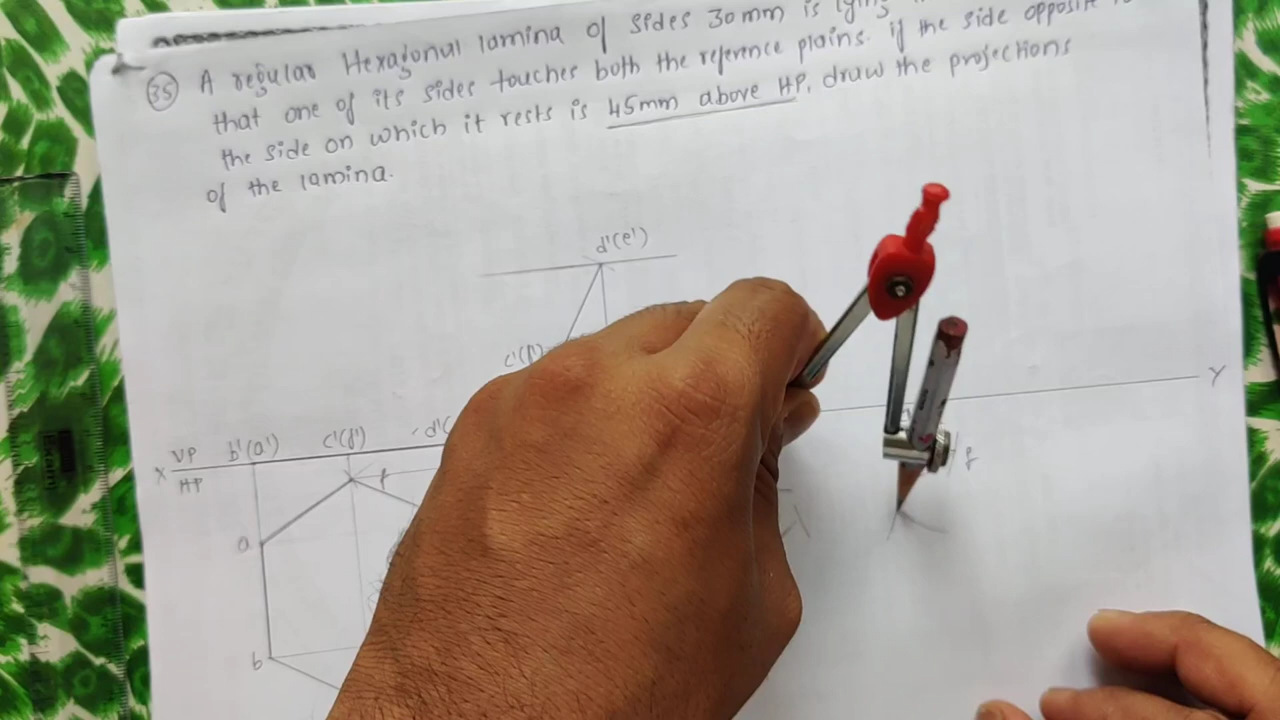 35 A regular Hexagonal lamina of sides 30mm is lying
that one of its sides touches both the reference plains. if the side opposite to
the side on which it rests is 45mm above HP, draw the projections
of the lamina.
d'(e')
c'(f')
Y
X VP b'(a') c'(f') d'(
HP
f
f
a
b